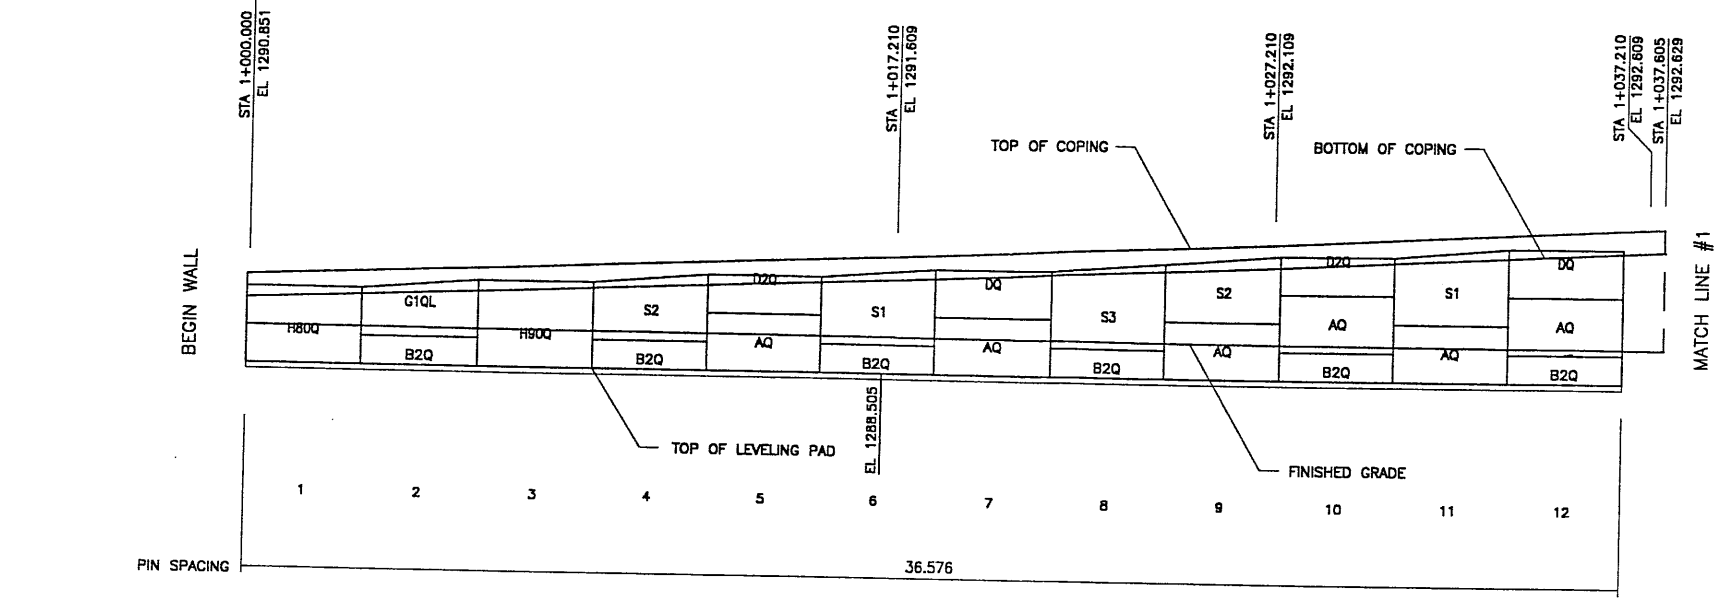 STA 1+000.000
EL 1290.851
STA 1+017.210
EL 1291.609
STA 1+027.210
EL 1292.109
STA 1+037.210
EL 1292.609
STA 1+037.605
EL 1292.629
TOP OF COPING
BOTTOM OF COPING
BEGIN WALL
MATCH LINE #1
H80Q
G1QL
B2Q
H90Q
S2
B2Q
D2Q
AQ
S1
B2Q
DQ
AQ
S3
B2Q
S2
AQ
D2Q
AQ
B2Q
S1
AQ
DQ
AQ
B2Q
EL 1288.505
TOP OF LEVELING PAD
FINISHED GRADE
1 2 3 4 5 6 7 8 9 10 11 12
PIN SPACING
36.576